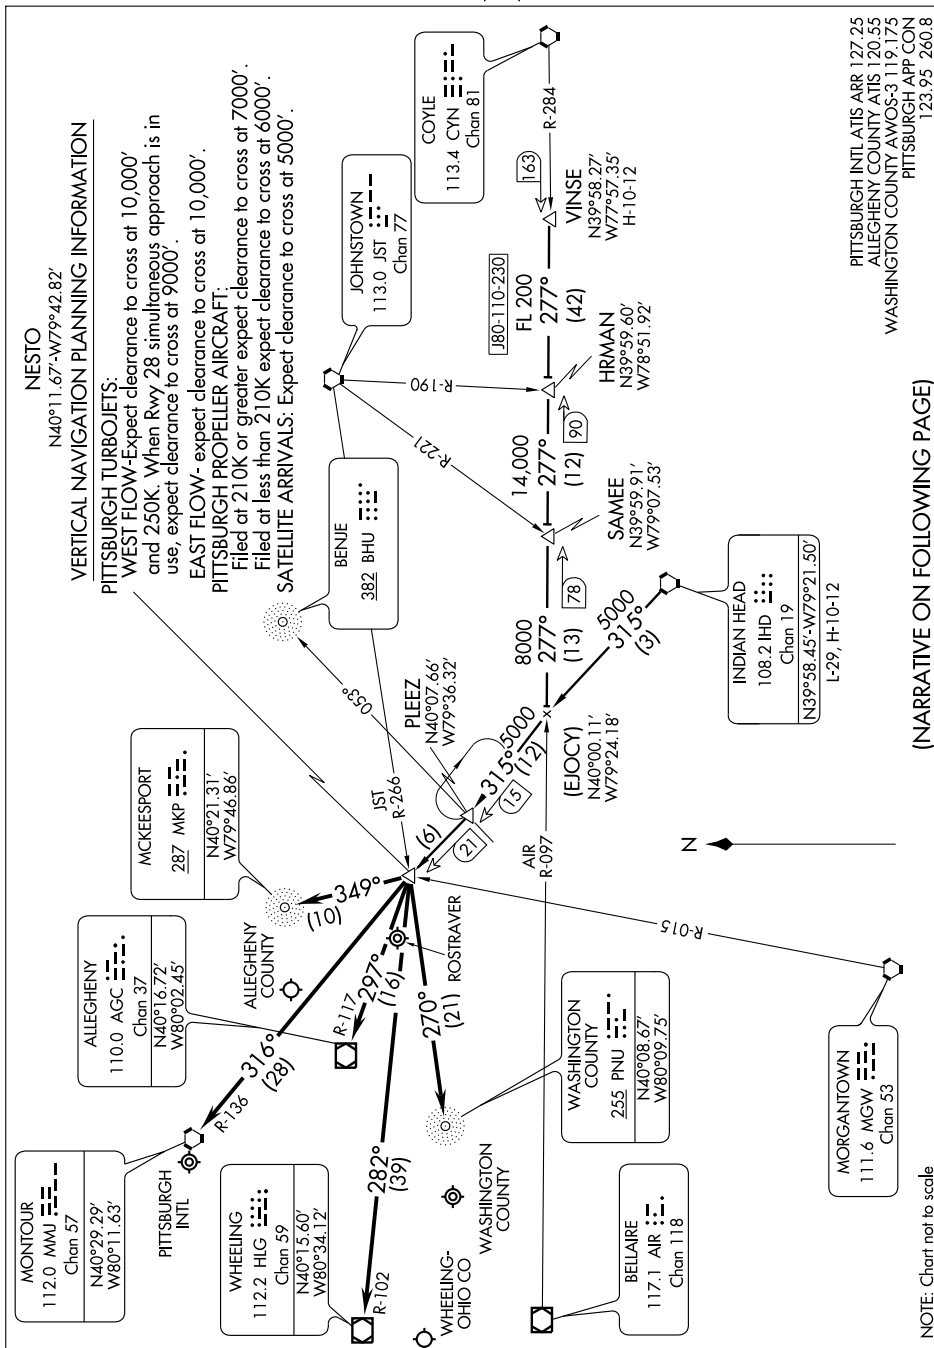 NESTO
N40°11.67'-W79°42.82'
VERTICAL NAVIGATION PLANNING INFORMATION
PITTSBURGH TURBOJETS:
WEST FLOW-Expect clearance to cross at 10,000'
and 250K. When Rwy 28 simultaneous approach is in
use, expect clearance to cross at 9000'.
EAST FLOW- expect clearance to cross at 10,000'.
PITTSBURGH PROPELLER AIRCRAFT:
Filed at 210K or greater expect clearance to cross at 7000'.
Filed at less than 210K expect clearance to cross at 6000'.
SATELLITE ARRIVALS: Expect clearance to cross at 5000'.
PITTSBURGH INTL ATIS ARR 127.25
ALLEGHENY COUNTY ATIS 120.55
WASHINGTON COUNTY AWOS-3 119.175
PITTSBURGH APP CON
123.95 260.8
MONTOUR
112.0 MMU
Chan 57
N40°29.29'
W80°11.63'
PITTSBURGH
INTL
R-136
316°
(28)
ALLEGHENY
110.0 AGC
Chan 37
N40°16.72'
W80°02.45'
ALLEGHENY
COUNTY
R-117
297°
(16)
MCKEESPORT
287 MKP
N40°21.31'
W79°46.86'
349°
(10)
BENJE
382 BHU
053°
JOHNSTOWN
113.0 JST
Chan 77
COYLE
113.4 CYN
Chan 81
R-284
163
VINSE
N39°58.27'
W77°57.35'
H-10-12
J80-110-230
FL 200
277°
(42)
R-190
HRMAN
N39°59.60'
W78°51.92'
90
14,000
277°
(12)
R-221
SAMEE
N39°59.91'
W79°07.53'
78
8000
277°
(13)
INDIAN HEAD
108.2 IHD
Chan 19
N39°58.45'-W79°21.50'
L-29, H-10-12
5000
315°
(3)
(EJOCY)
N40°00.11'
W79°24.18'
5000
315°
(12)
15
PLEEZ
N40°07.66'
W79°36.32'
JST
R-266
(6)
21
AIR
R-097
ROSTRAVER
WHEELING
112.2 HLG
Chan 59
N40°15.60'
W80°34.12'
R-102
282°
(39)
270°
(21)
WHEELING-
OHIO CO
WASHINGTON
COUNTY
WASHINGTON
COUNTY
255 PNU
N40°08.67'
W80°09.75'
BELLAIRE
117.1 AIR
Chan 118
MORGANTOWN
111.6 MGW
Chan 53
R-015
N
NOTE: Chart not to scale
(NARRATIVE ON FOLLOWING PAGE)